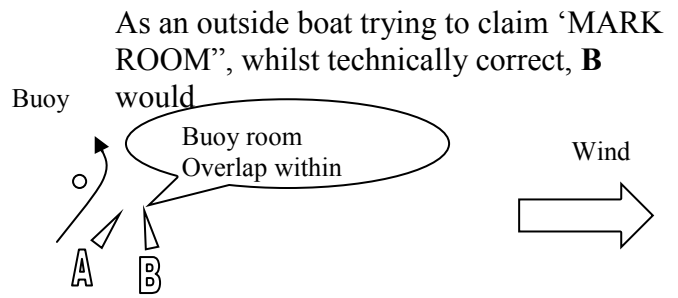 As an outside boat trying to claim ‘MARK
ROOM”, whilst technically correct, B
would
Buoy
Buoy room
Overlap within
Wind
A
B